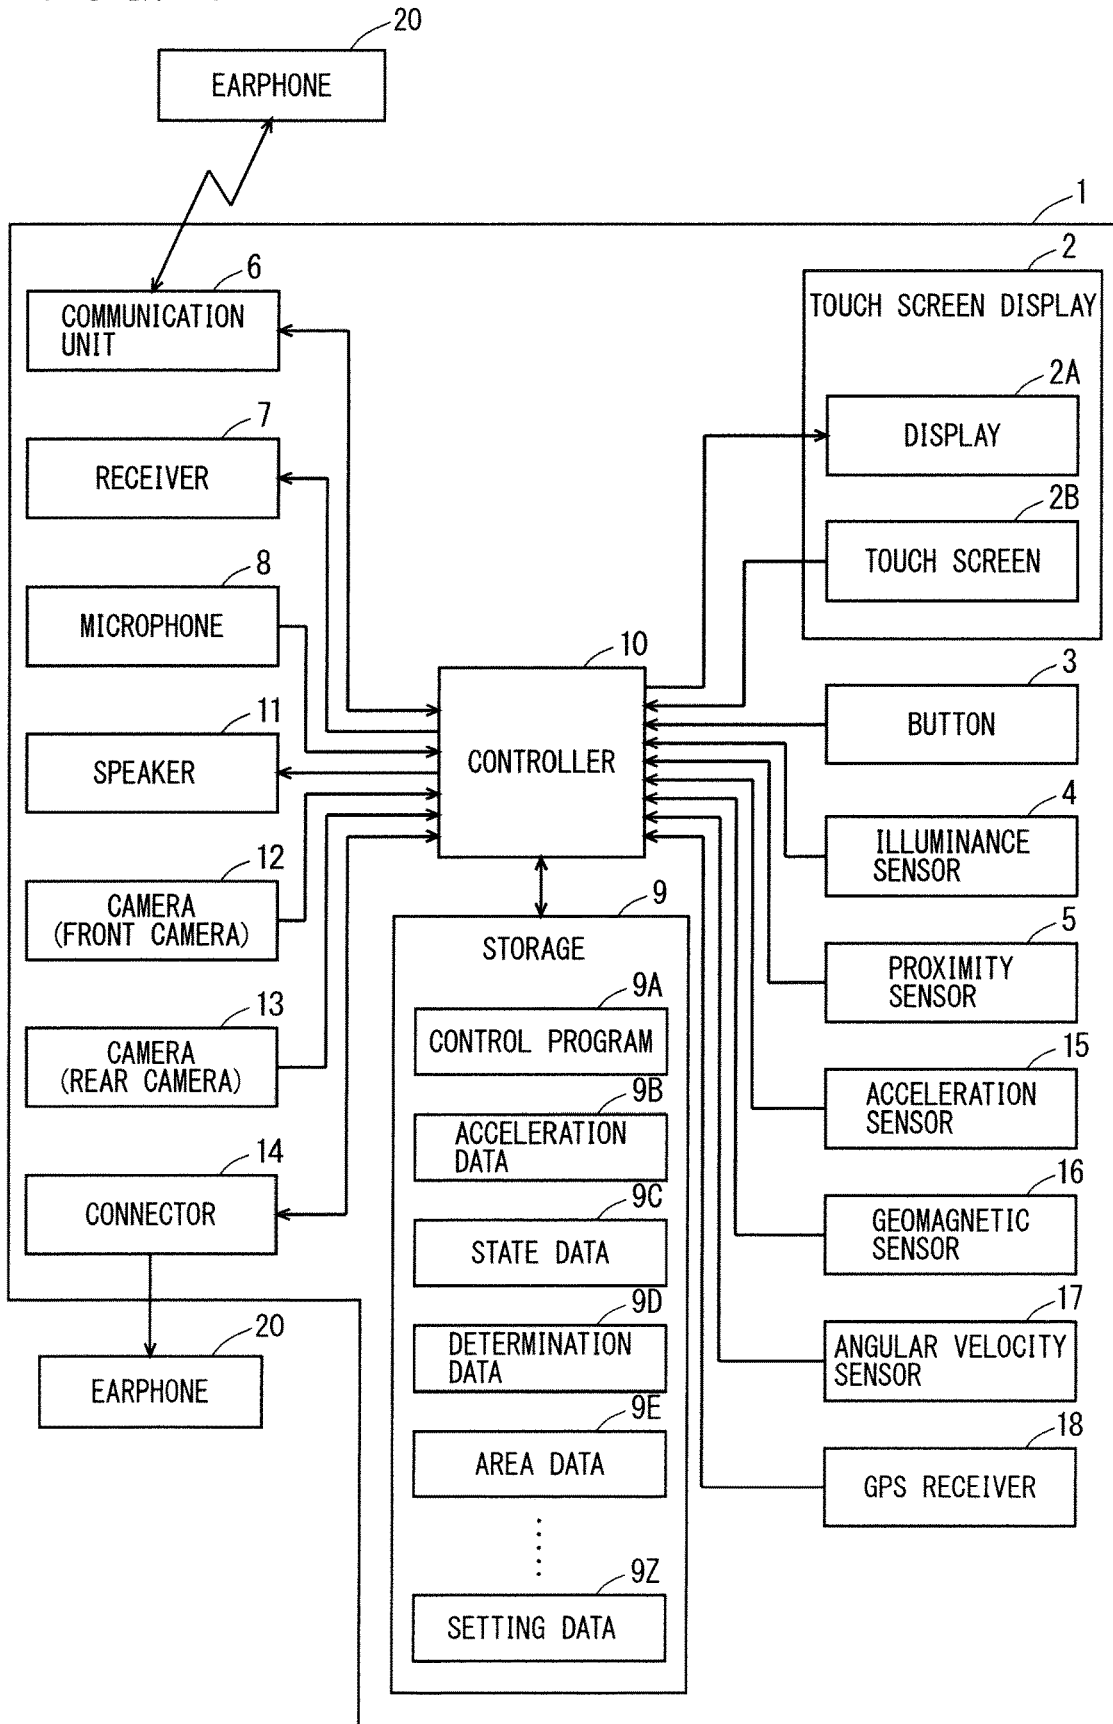 20
EARPHONE
1
6
COMMUNICATION
UNIT
7
RECEIVER
8
MICROPHONE
11
SPEAKER
12
CAMERA
(FRONT CAMERA)
13
CAMERA
(REAR CAMERA)
14
CONNECTOR
20
EARPHONE
10
CONTROLLER
9
STORAGE
9A
CONTROL PROGRAM
9B
ACCELERATION
DATA
9C
STATE DATA
9D
DETERMINATION
DATA
9E
AREA DATA
9Z
SETTING DATA
2
TOUCH SCREEN DISPLAY
2A
DISPLAY
2B
TOUCH SCREEN
3
BUTTON
4
ILLUMINANCE
SENSOR
5
PROXIMITY
SENSOR
15
ACCELERATION
SENSOR
16
GEOMAGNETIC
SENSOR
17
ANGULAR VELOCITY
SENSOR
18
GPS RECEIVER